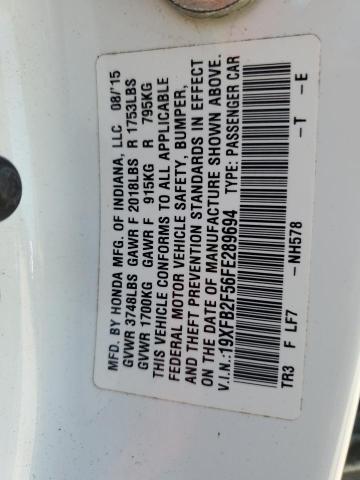 MFD. BY HONDA MFG. OF INDIANA, LLC 08/'15
GVWR 3748LBS GAWR F 2018LBS R 1753LBS
GVWR 1700KG GAWR F 915KG R 795KG
THIS VEHICLE CONFORMS TO ALL APPLICABLE
FEDERAL MOTOR VEHICLE SAFETY, BUMPER,
AND THEFT PREVENTION STANDARDS IN EFFECT
ON THE DATE OF MANUFACTURE SHOWN ABOVE.
V.I.N.:19XFB2F56FE289694 TYPE: PASSENGER CAR
TR3 F LF7 -NH578 -T -E